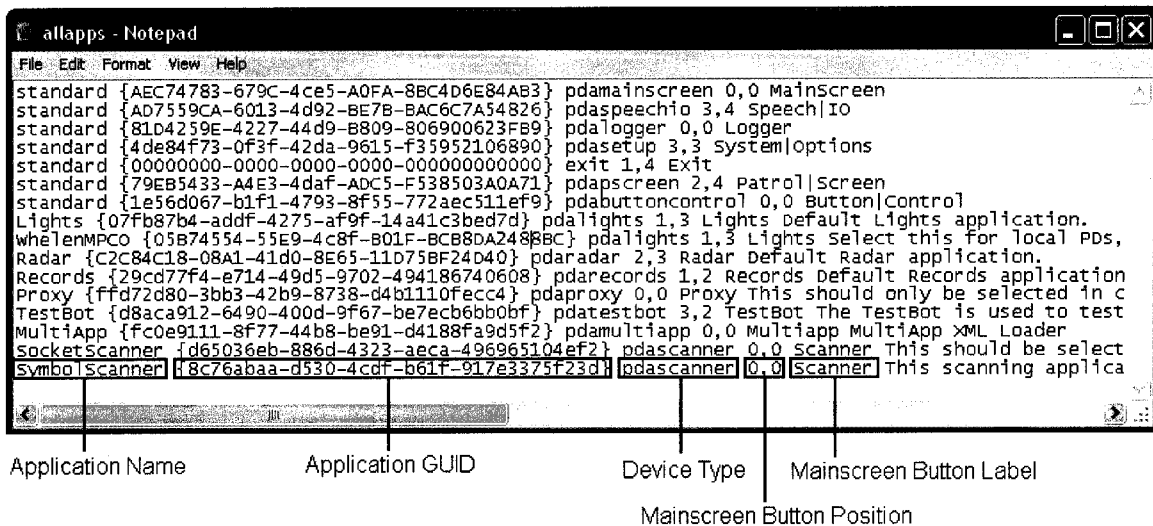 allapps - Notepad
File Edit Format View Help
standard {AEC74783-679C-4ce5-A0FA-8BC4D6E84AB3} pdamainscreen 0,0 MainScreen
standard {AD7559CA-6013-4d92-BE7B-BAC6C7A54826} pdaspeechio 3,4 Speech|IO
standard {81D4259E-4227-44d9-B809-806900623FB9} pdalogger 0,0 Logger
standard {4de84f73-0f3f-42da-9615-f35952106890} pdasetup 3,3 System|Options
standard {00000000-0000-0000-0000-000000000000} exit 1,4 Exit
standard {79EB5433-A4E3-4daf-ADC5-F538503A0A71} pdapscreen 2,4 Patrol|Screen
standard {1e56d067-b1f1-4793-8f55-772aec511ef9} pdabuttoncontrol 0,0 Button|Control
Lights {07fb87b4-addf-4275-af9f-14a41c3bed7d} pdalights 1,3 Lights Default Lights application.
WhelenMPCO {05B74554-55E9-4c8f-B01F-BCB8DA2488BC} pdalights 1,3 Lights Select this for local PDs,
Radar {C2C84C18-08A1-41d0-8E65-11D75BF24D40} pdaradar 2,3 Radar Default Radar application.
Records {29cd77f4-e714-49d5-9702-494186740608} pdarecords 1,2 Records Default Records application
Proxy {ffd72d80-3bb3-42b9-8738-d4b1110fecc4} pdaproxy 0,0 Proxy This should only be selected in c
TestBot {d8aca912-6490-400d-9f67-be7ecb6bb0bf} pdatestbot 3,2 TestBot The TestBot is used to test
MultiApp {fc0e9111-8f77-44b8-be91-d4188fa9d5f2} pdamultiapp 0,0 Multiapp MultiApp XML Loader
SocketScanner {d65036eb-886d-4323-aeca-496965104ef2} pdascanner 0,0 Scanner This should be select
SymbolScanner {8c76abaa-d530-4cdf-b61f-917e3375f23d} pdascanner 0,0 Scanner This scanning applica
Application Name Application GUID Device Type Mainscreen Button Label
Mainscreen Button Position